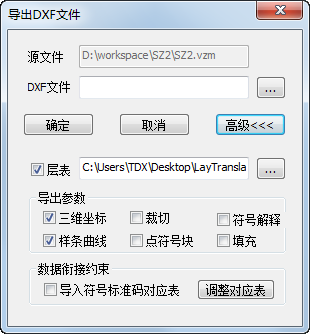 导出DXF文件
源文件 D:\workspace\SZ2\SZ2.vzm
DXF文件 ...
确定 取消 高级<<<
层表 C:\Users\TDX\Desktop\LayTransla ...
导出参数
三维坐标 裁切 符号解释
样条曲线 点符号块 填充
数据衔接约束
导入符号标准码对应表 调整对应表